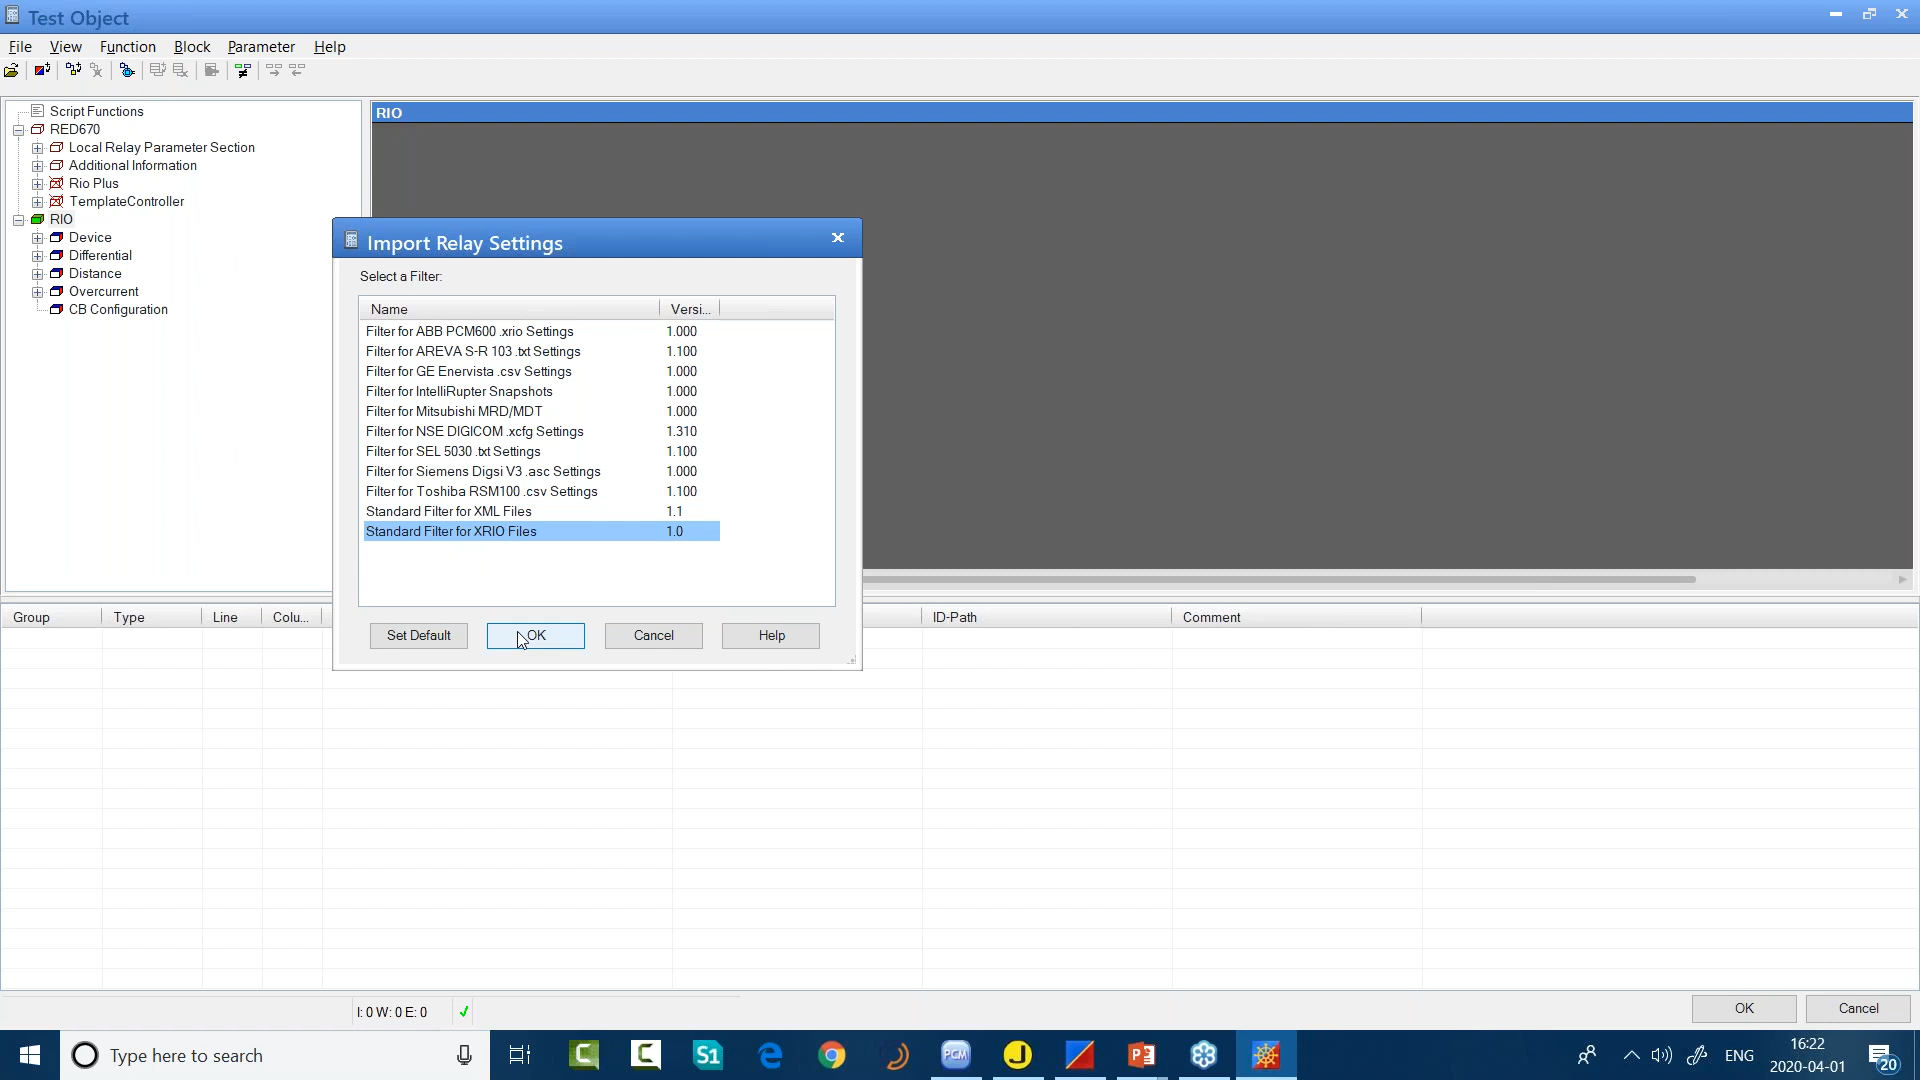 Test Object
File View Function Block Parameter Help
Script Functions
RED670
Local Relay Parameter Section
Additional Information
Rio Plus
TemplateController
RIO
Device
Differential
Distance
Overcurrent
CB Configuration
RIO
Import Relay Settings
Select a Filter:
Name Versi...
Filter for ABB PCM600 .xrio Settings 1.000
Filter for AREVA S-R 103 .txt Settings 1.100
Filter for GE Enervista .csv Settings 1.000
Filter for IntelliRupter Snapshots 1.000
Filter for Mitsubishi MRD/MDT 1.000
Filter for NSE DIGICOM .xcfg Settings 1.310
Filter for SEL 5030 .txt Settings 1.100
Filter for Siemens Digsi V3 .asc Settings 1.000
Filter for Toshiba RSM100 .csv Settings 1.100
Standard Filter for XML Files 1.1
Standard Filter for XRIO Files 1.0
Set Default OK Cancel Help
Group Type Line Colu... ID-Path Comment
I: 0 W: 0 E: 0
OK Cancel
Type here to search
S1
PCM
ENG
16:22
2020-04-01
20